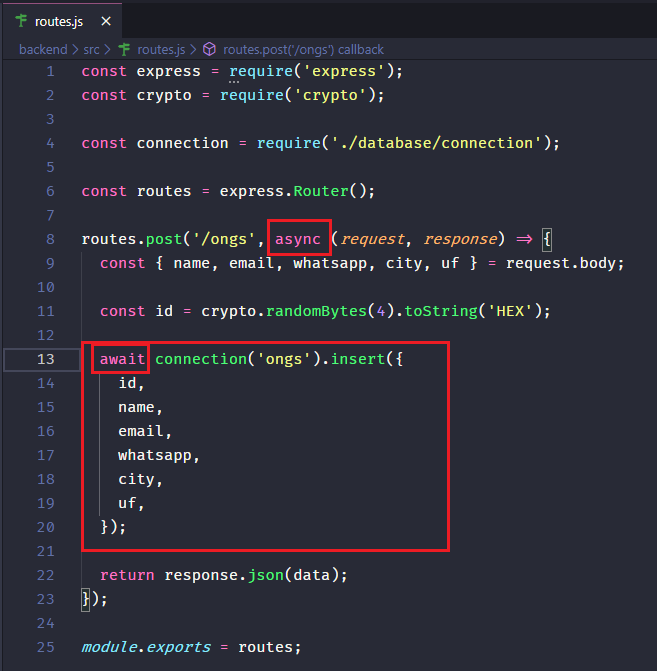 routes.js ×
backend > src > routes.js > routes.post('/ongs') callback
1 const express = require('express');
2 const crypto = require('crypto');
3
4 const connection = require('./database/connection');
5
6 const routes = express.Router();
7
8 routes.post('/ongs', async (request, response) => {
9 const { name, email, whatsapp, city, uf } = request.body;
10
11 const id = crypto.randomBytes(4).toString('HEX');
12
13 await connection('ongs').insert({
14 id,
15 name,
16 email,
17 whatsapp,
18 city,
19 uf,
20 });
21
22 return response.json(data);
23 });
24
25 module.exports = routes;